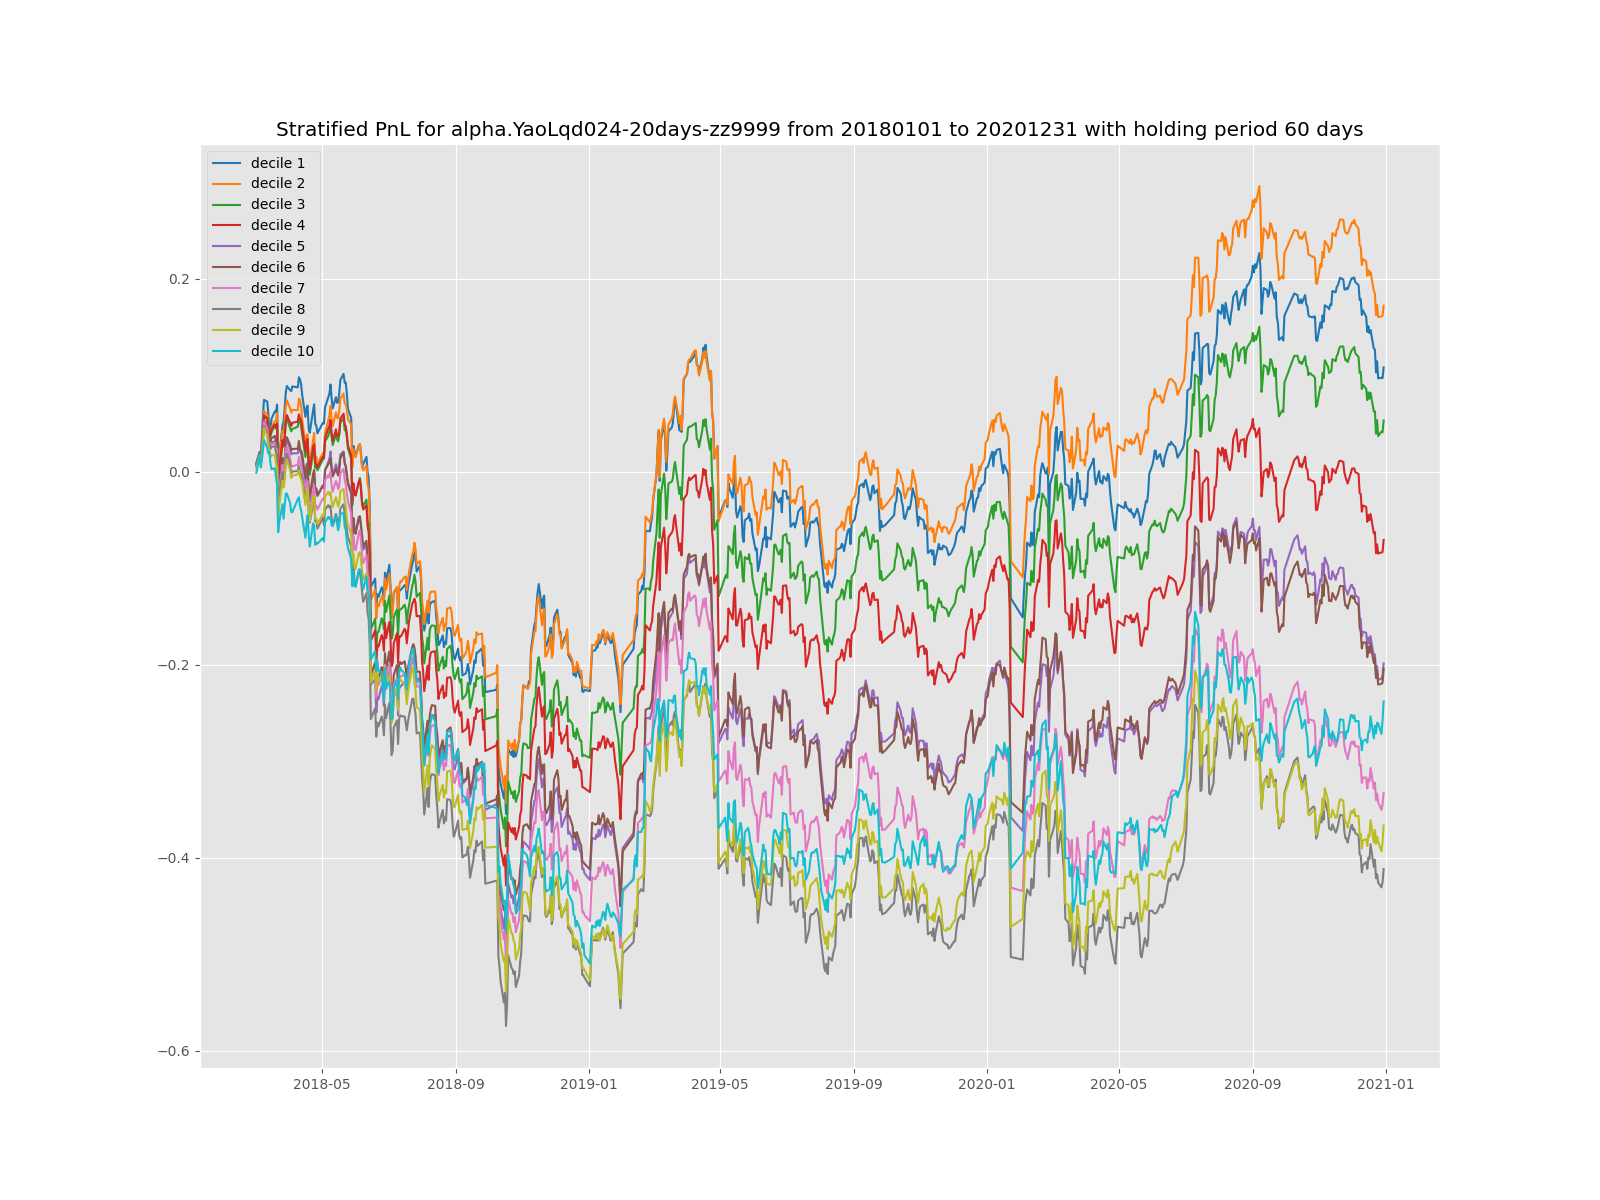 Stratified PnL for alpha.YaoLqd024-20days-zz9999 from 20180101 to 20201231 with holding period 60 days
decile 1
decile 2
decile 3
decile 4
decile 5
decile 6
decile 7
decile 8
decile 9
decile 10
0.2
0.0
−0.2
−0.4
−0.6
2018-05 2018-09 2019-01 2019-05 2019-09 2020-01 2020-05 2020-09 2021-01